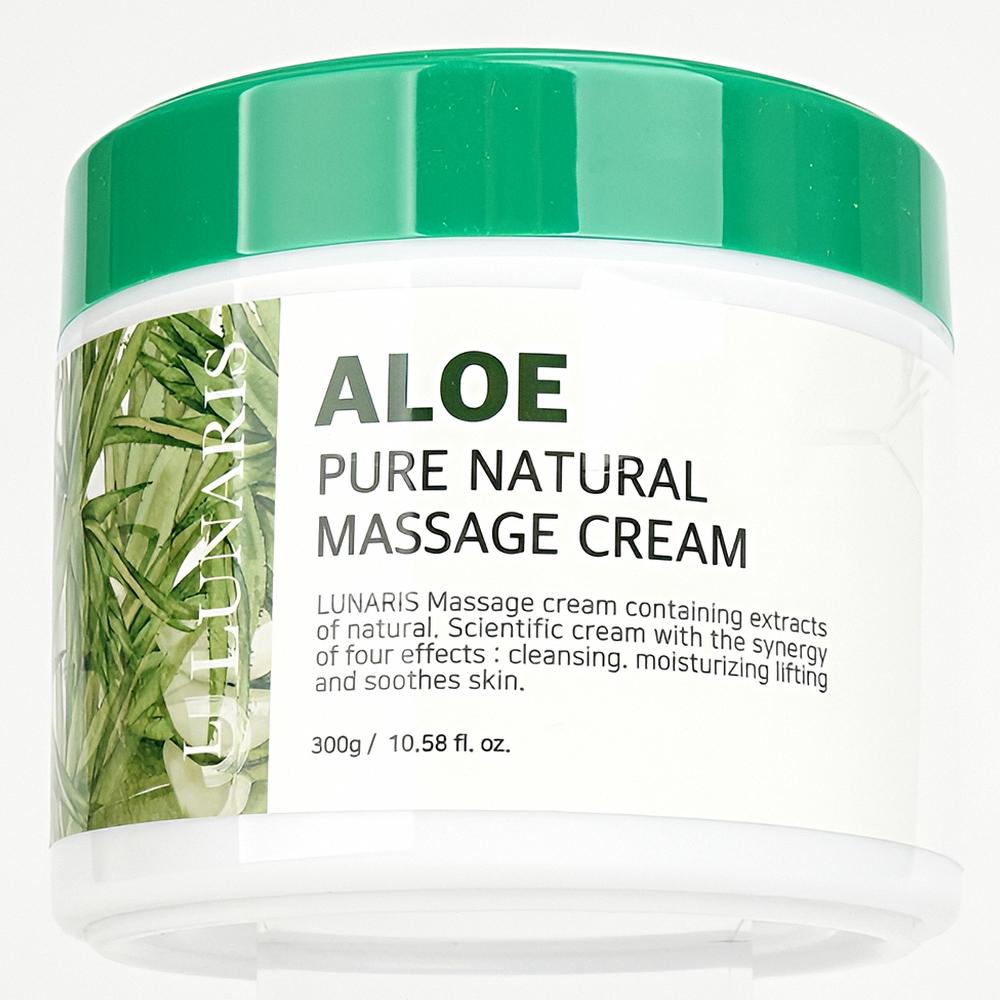 LUNARIS
ALOE
PURE NATURAL
MASSAGE CREAM
LUNARIS Massage cream containing extracts
of natural. Scientific cream with the synergy
of four effects : cleansing. moisturizing lifting
and soothes skin.
300g / 10.58 fl. oz.